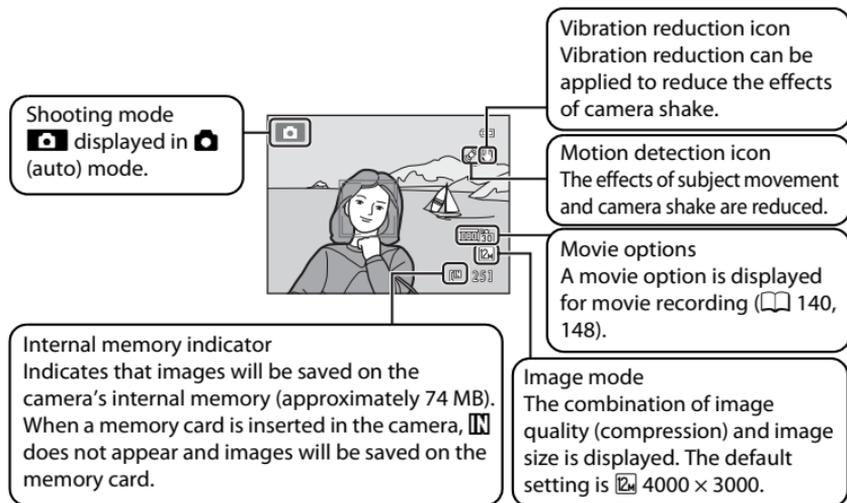 Vibration reduction icon
Vibration reduction can be
applied to reduce the effects
of camera shake.
Shooting mode
displayed in
(auto) mode.
Motion detection icon
The effects of subject movement
and camera shake are reduced.
Movie options
A movie option is displayed
for movie recording ( 140,
148).
12M
IN 251
Internal memory indicator
Indicates that images will be saved on the
camera's internal memory (approximately 74 MB).
When a memory card is inserted in the camera, IN
does not appear and images will be saved on the
memory card.
Image mode
The combination of image
quality (compression) and image
size is displayed. The default
setting is 12M 4000 × 3000.